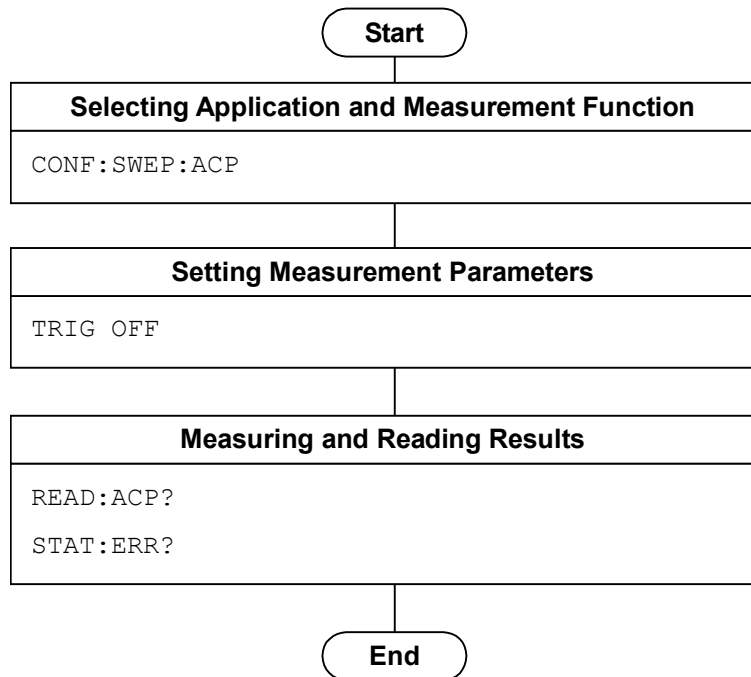 Start
Selecting Application and Measurement Function
CONF:SWEP:ACP
Setting Measurement Parameters
TRIG OFF
Measuring and Reading Results
READ:ACP?
STAT:ERR?
End